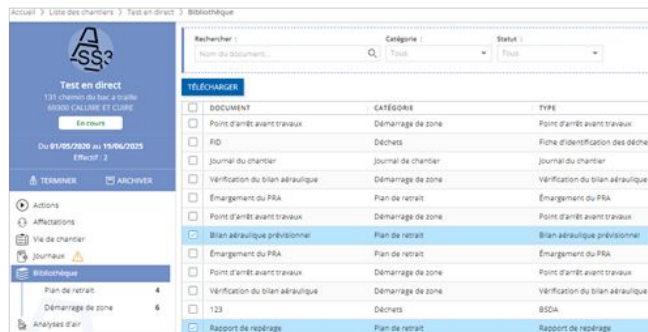 Accueil > Liste des chantiers > Test en direct > Bibliothèque
Rechercher :
Catégorie :
Statut :
Nom du document...
Tous
Tous
Test en direct
131 chemin du bac a traille
69300 CALUIRE ET CUIRE
En cours
Du 01/05/2020 au 19/06/2025
Effectif : 2
TERMINER
ARCHIVER
Actions
Affectations
Vie de chantier
Journaux
Bibliothèque
Plan de retrait 4
Démarrage de zone 6
Analyses d'air
TÉLÉCHARGER
DOCUMENT CATÉGORIE TYPE
Point d'arrêt avant travaux Démarrage de zone Point d'arrêt avant travaux
FID Déchets Fiche d'identification des déche
Journal du chantier Journal de chantier Journal du chantier
Vérification du bilan aéraulique Démarrage de zone Vérification du bilan aéraulique
Émargement du PRA Plan de retrait Émargement du PRA
Point d'arrêt avant travaux Démarrage de zone Point d'arrêt avant travaux
Bilan aéraulique prévisionnel Plan de retrait Bilan aéraulique prévisionnel
Émargement du PRA Plan de retrait Émargement du PRA
Point d'arrêt avant travaux Démarrage de zone Point d'arrêt avant travaux
Vérification du bilan aéraulique Démarrage de zone Vérification du bilan aéraulique
123 Déchets BSDA
Rapport de repérage Plan de retrait Rapport de repérage